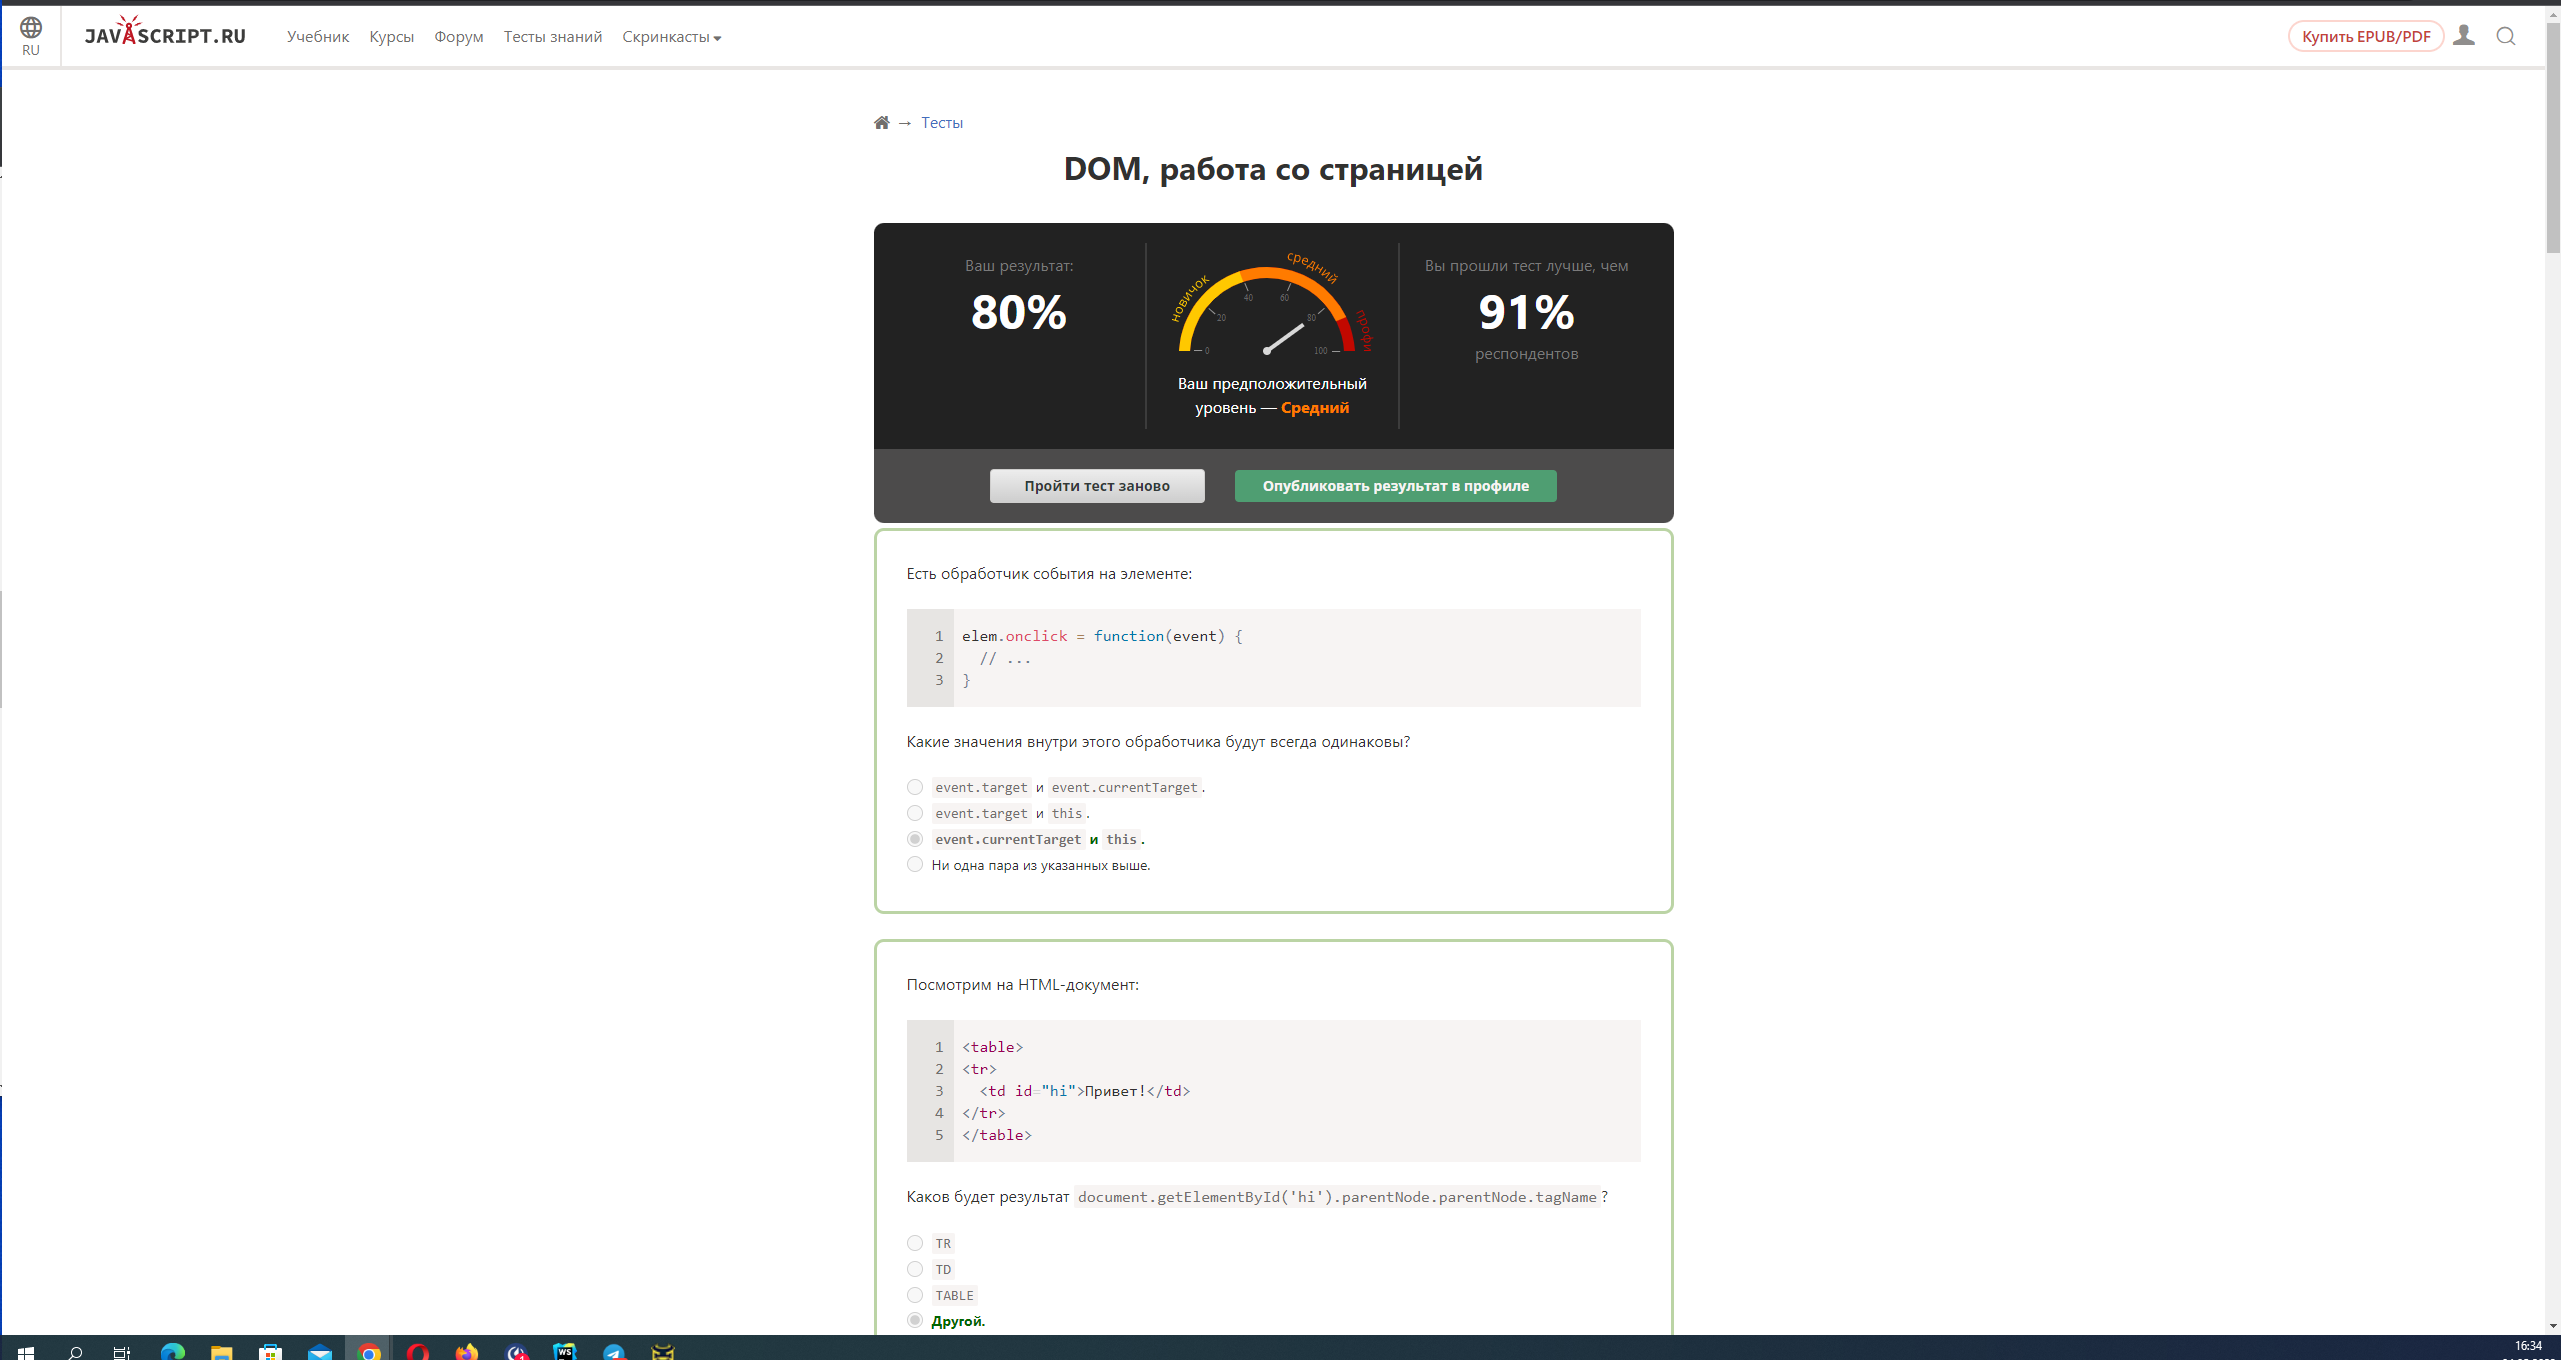 RU
JAVASCRIPT.RU
Учебник Курсы Форум Тесты знаний Скринкасты
Купить EPUB/PDF
→ Тесты
DOM, работа со страницей
Ваш результат:
80%
новичок
средний
профи
0 20 40 60 80 100
Ваш предположительный
уровень — Средний
Вы прошли тест лучше, чем
91%
респондентов
Пройти тест заново
Опубликовать результат в профиле
Есть обработчик события на элементе:
1 elem.onclick = function(event) {
2   // ...
3 }
Какие значения внутри этого обработчика будут всегда одинаковы?
event.target и event.currentTarget.
event.target и this.
event.currentTarget и this.
Ни одна пара из указанных выше.
Посмотрим на HTML-документ:
1 <table>
2 <tr>
3   <td id="hi">Привет!</td>
4 </tr>
5 </table>
Каков будет результат document.getElementById('hi').parentNode.parentNode.tagName?
TR
TD
TABLE
Другой.
WS
16:34